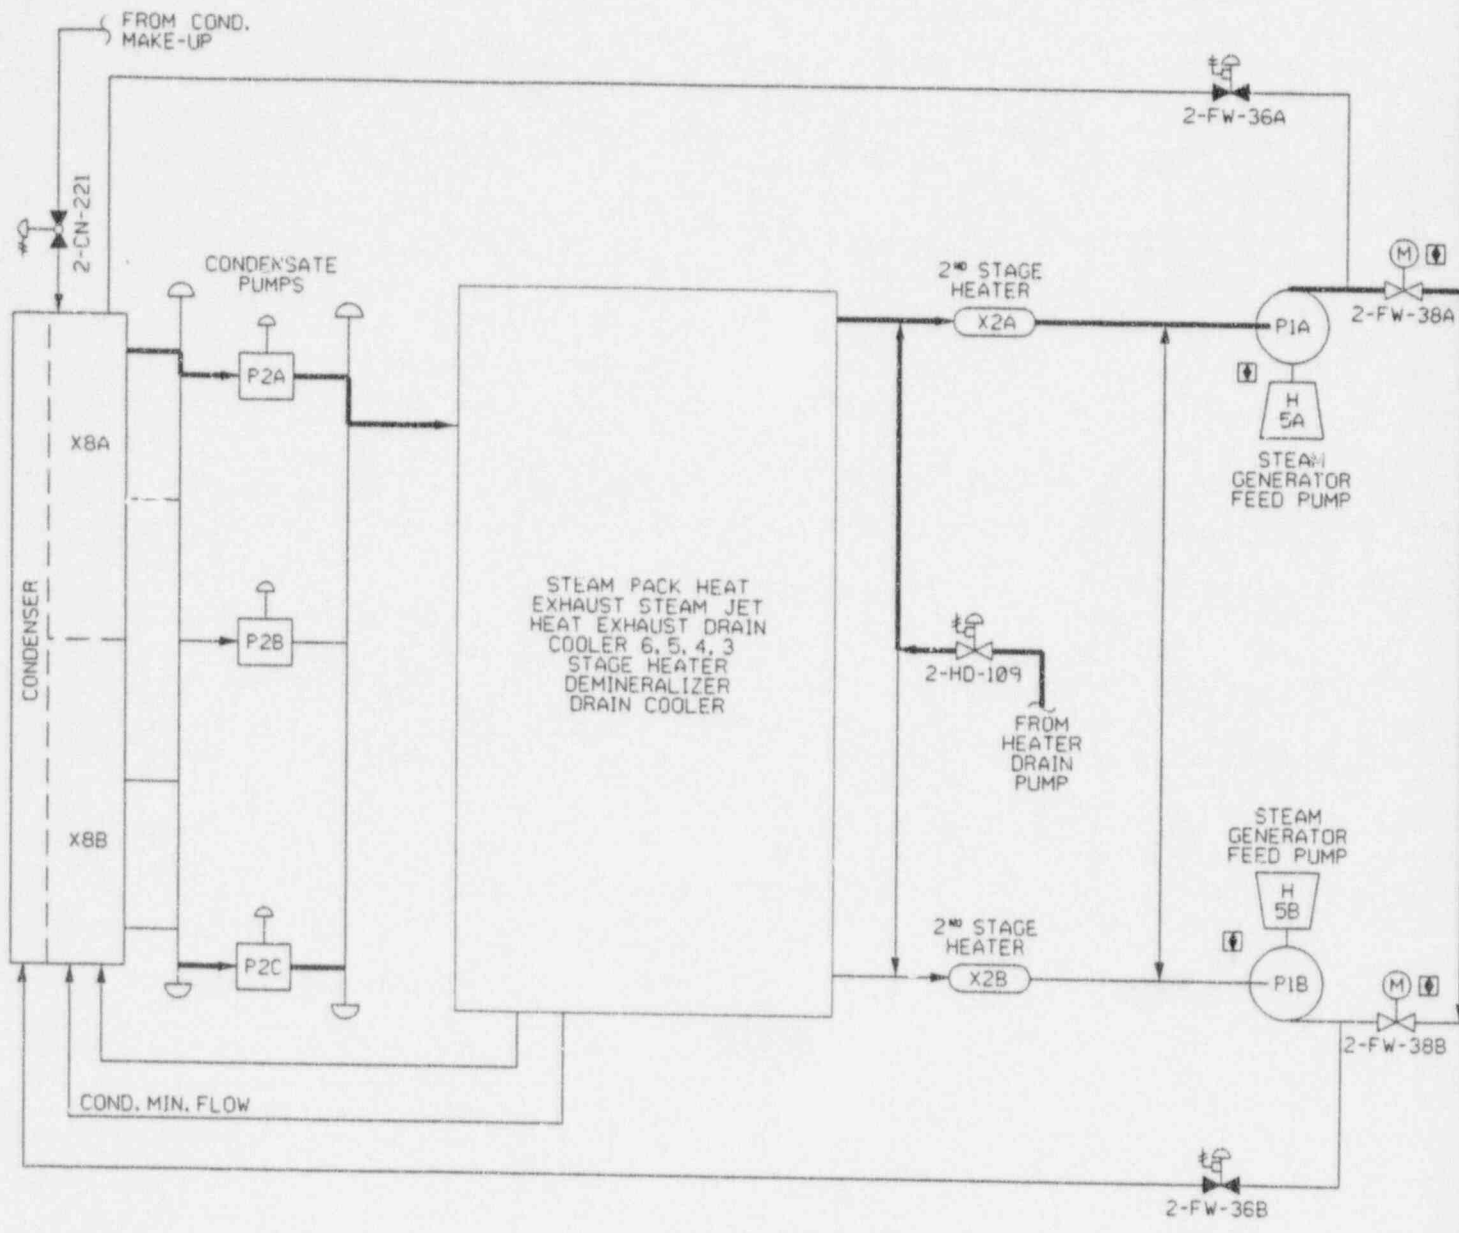 FROM COND.
MAKE-UP
2-FW-36A
2-CN-221
CONDENSATE
PUMPS
2ND STAGE
HEATER
X2A
M
2-FW-38A
P1A
P2A
H
5A
STEAM
GENERATOR
FEED PUMP
X8A
CONDENSER
P2B
STEAM PACK HEAT
EXHAUST STEAM JET
HEAT EXHAUST DRAIN
COOLER 6, 5, 4, 3
STAGE HEATER
DEMINERALIZER
DRAIN COOLER
2-HD-109
FROM
HEATER
DRAIN
PUMP
X8B
STEAM
GENERATOR
FEED PUMP
H
5B
P2C
2ND STAGE
HEATER
X2B
P1B
M
2-FW-38B
COND. MIN. FLOW
2-FW-36B